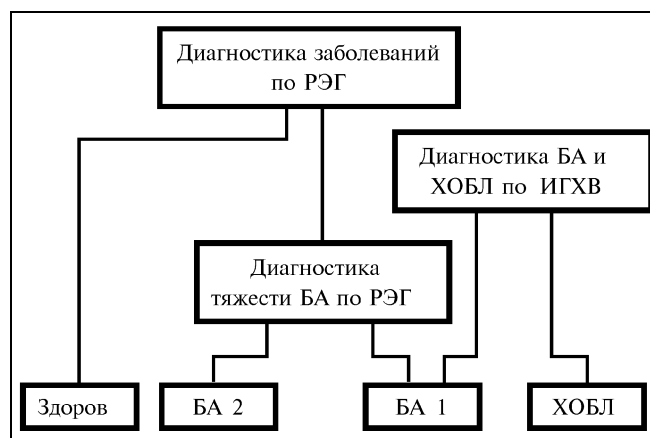 Диагностика заболеваний
по РЭГ
Диагностика БА и
ХОБЛ по ИГХВ
Диагностика
тяжести БА по РЭГ
Здоров
БА 2
БА 1
ХОБЛ